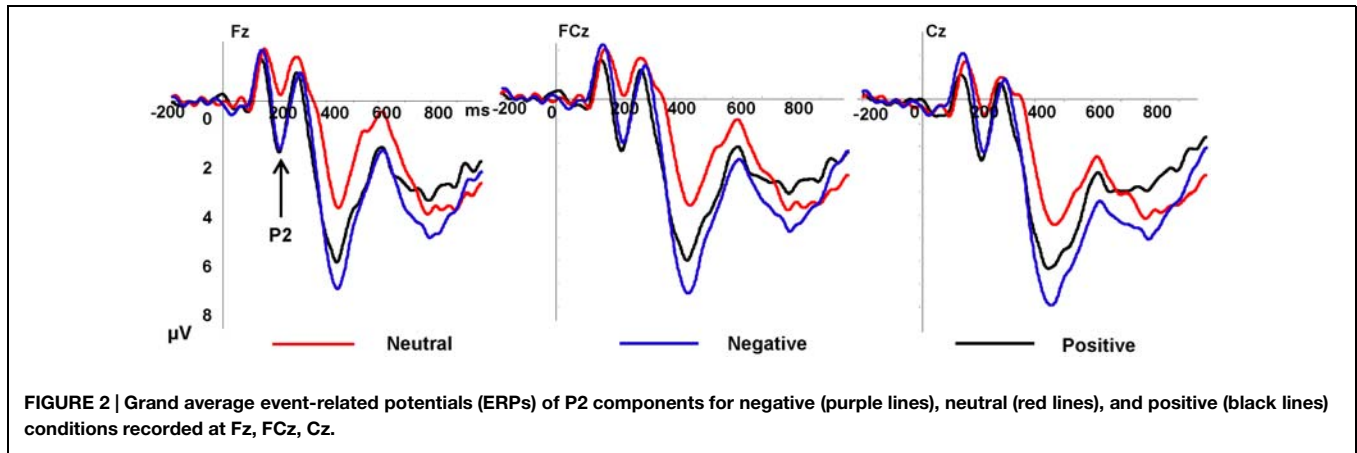 Fz FCz Cz
-200 0 200 400 600 800 ms -200 0 200 400 600 800 -200 0 200 400 600 800
2
P2
4
6
8
µV
Neutral Negative Positive
FIGURE 2 | Grand average event-related potentials (ERPs) of P2 components for negative (purple lines), neutral (red lines), and positive (black lines)
conditions recorded at Fz, FCz, Cz.